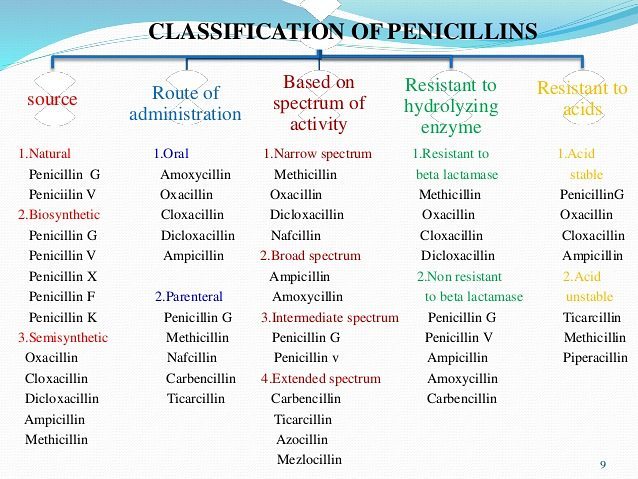 CLASSIFICATION OF PENICILLINS
source
Route of
administration
Based on
spectrum of
activity
Resistant to
hydrolyzing
enzyme
Resistant to
acids
1.Natural
Penicillin G
Peniciilin V
2.Biosynthetic
Penicillin G
Penicillin V
Penicillin X
Penicillin F
Penicillin K
3.Semisynthetic
Oxacillin
Cloxacillin
Dicloxacillin
Ampicillin
Methicillin
1.Oral
Amoxycillin
Oxacillin
Cloxacillin
Dicloxacillin
Ampicillin
2.Parenteral
Penicillin G
Methicillin
Nafcillin
Carbencillin
Ticarcillin
1.Narrow spectrum
Methicillin
Oxacillin
Dicloxacillin
Nafcillin
2.Broad spectrum
Ampicillin
Amoxycillin
3.Intermediate spectrum
Penicillin G
Penicillin v
4.Extended spectrum
Carbencillin
Ticarcillin
Azocillin
Mezlocillin
1.Resistant to
beta lactamase
Methicillin
Oxacillin
Cloxacillin
Dicloxacillin
2.Non resistant
to beta lactamase
Penicillin G
Penicillin V
Ampicillin
Amoxycillin
Carbencillin
1.Acid
stable
PenicillinG
Oxacillin
Cloxacillin
Ampicillin
2.Acid
unstable
Ticarcillin
Methicillin
Piperacillin
9